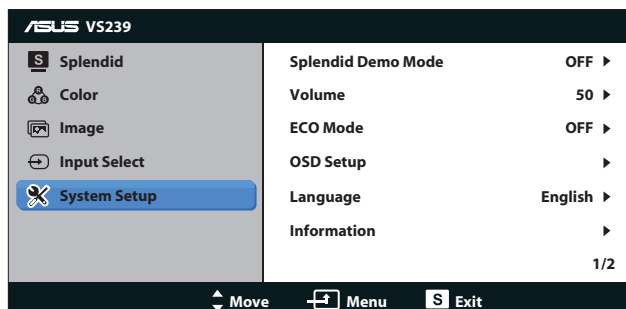 ASUS VS239
S Splendid
Color
Image
Input Select
System Setup
Splendid Demo Mode OFF
Volume 50
ECO Mode OFF
OSD Setup
Language English
Information
1/2
Move Menu S Exit